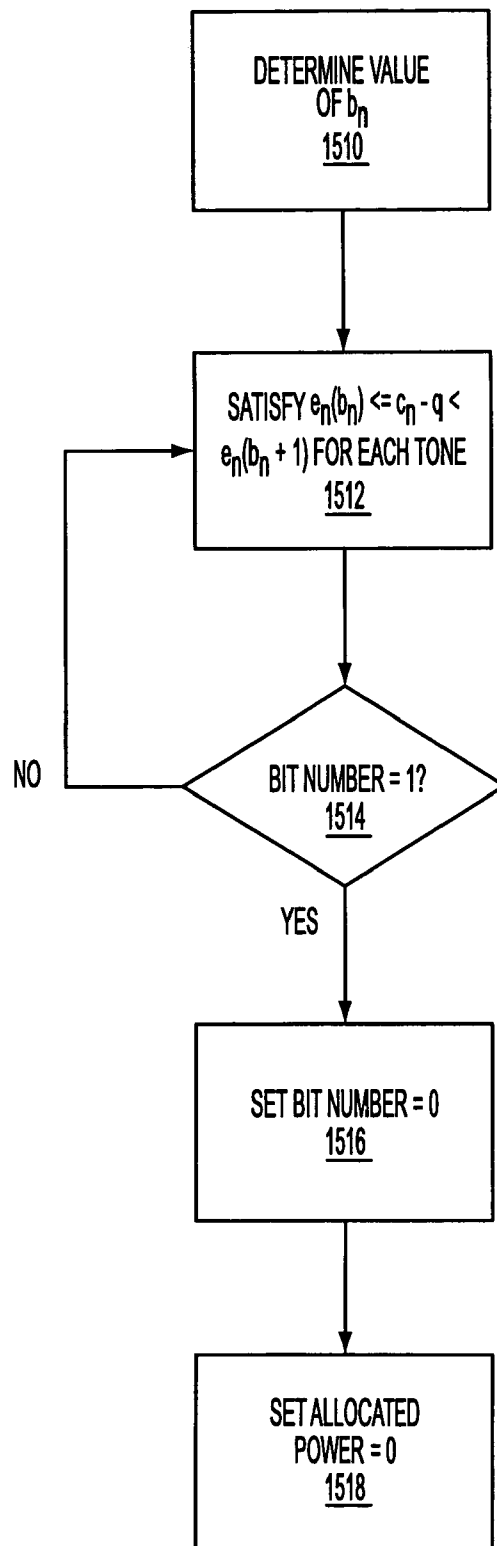 DETERMINE VALUE
OF bn
1510
SATISFY en(bn) <= cn - q <
en(bn + 1) FOR EACH TONE
1512
NO
BIT NUMBER = 1?
1514
YES
SET BIT NUMBER = 0
1516
SET ALLOCATED
POWER = 0
1518